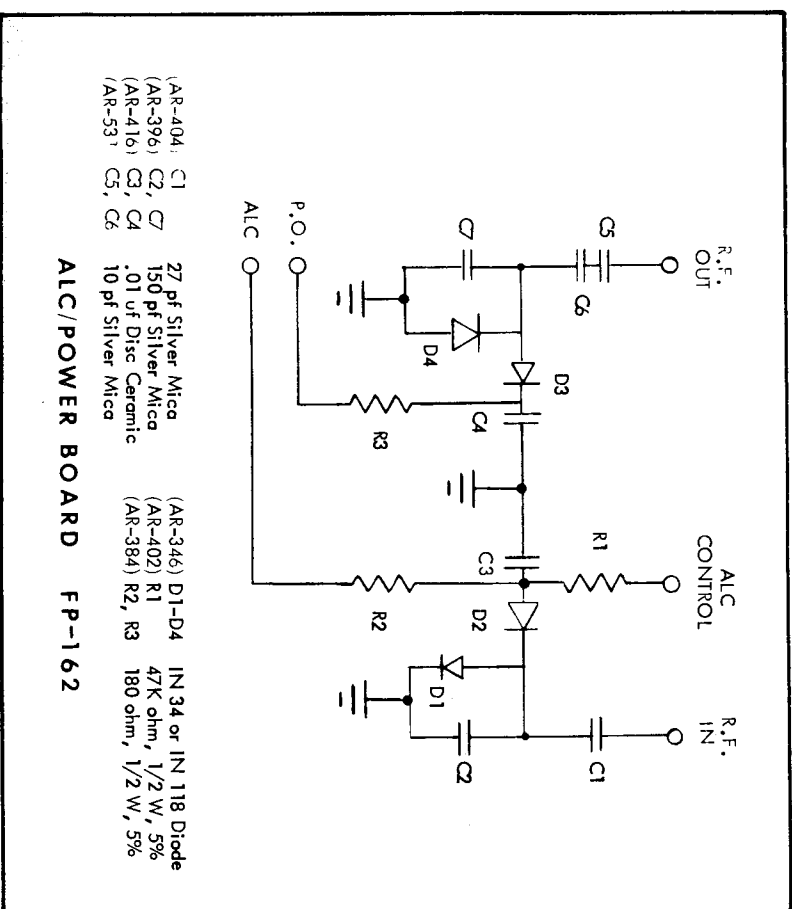 R.F.
OUT
C5
C6
C7
D4
D3
C4
R3
P.O.
ALC
ALC
CONTROL
R1
C3
R2
D2
D1
R.F.
IN
C1
C2
(AR-404) C1 27 pf Silver Mica
(AR-396) C2, C7 150 pf Silver Mica
(AR-416) C3, C4 .01 uf Disc Ceramic
C5, C6 10 pf Silver Mica
(AR-346) D1-D4 IN 34 or IN 118 Diode
(AR-402) R1 47K ohm, 1/2 W, 5%
(AR-384) R2, R3 180 ohm, 1/2 W, 5%
ALC/POWER BOARD FP-162